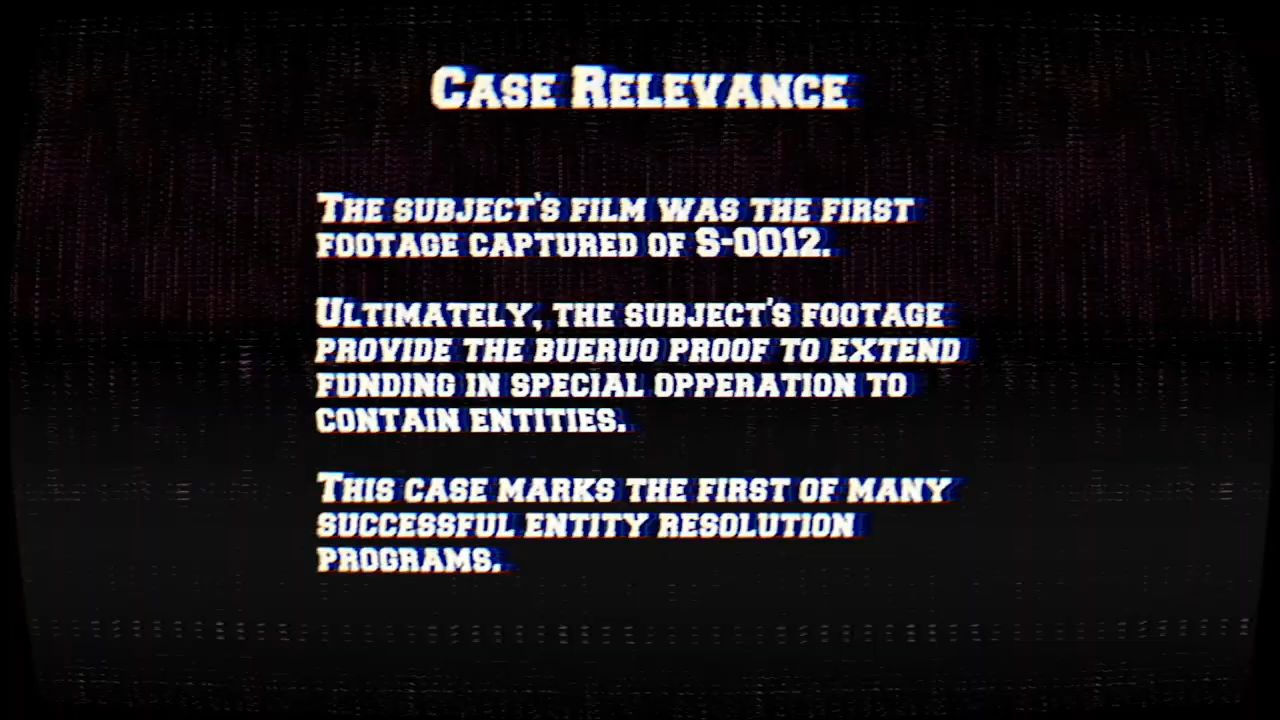 Case Relevance
The subject's film was the first
footage captured of S-0012.
Ultimately, the subject's footage
provide the BUERUO proof to extend
funding in special opperation to
contain entities.
This case marks the first of many
successful entity resolution
programs.